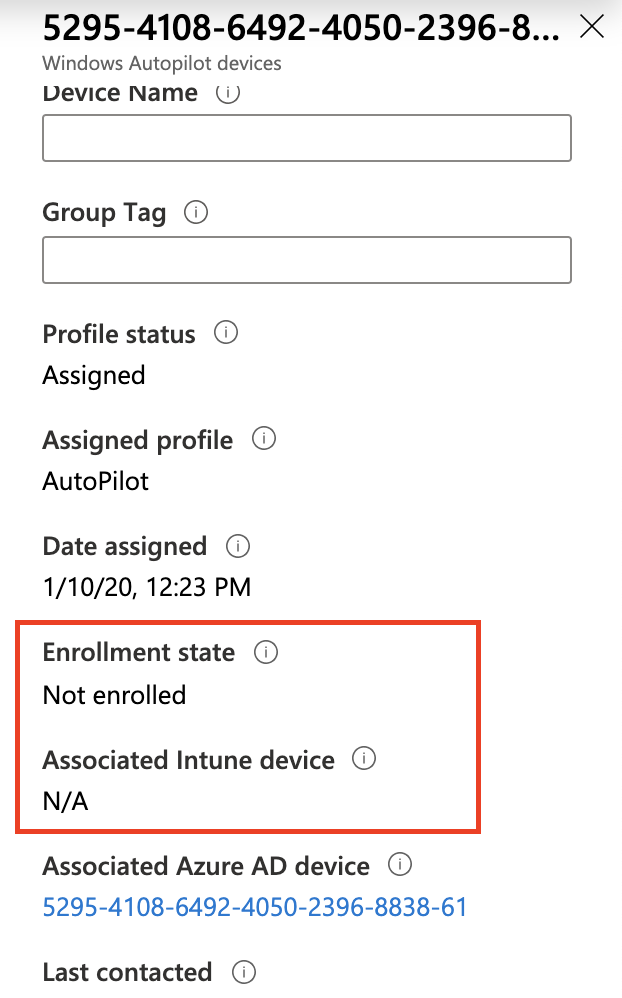 5295-4108-6492-4050-2396-8...
Windows Autopilot devices
Device Name
Group Tag
Profile status
Assigned
Assigned profile
AutoPilot
Date assigned
1/10/20, 12:23 PM
Enrollment state
Not enrolled
Associated Intune device
N/A
Associated Azure AD device
5295-4108-6492-4050-2396-8838-61
Last contacted